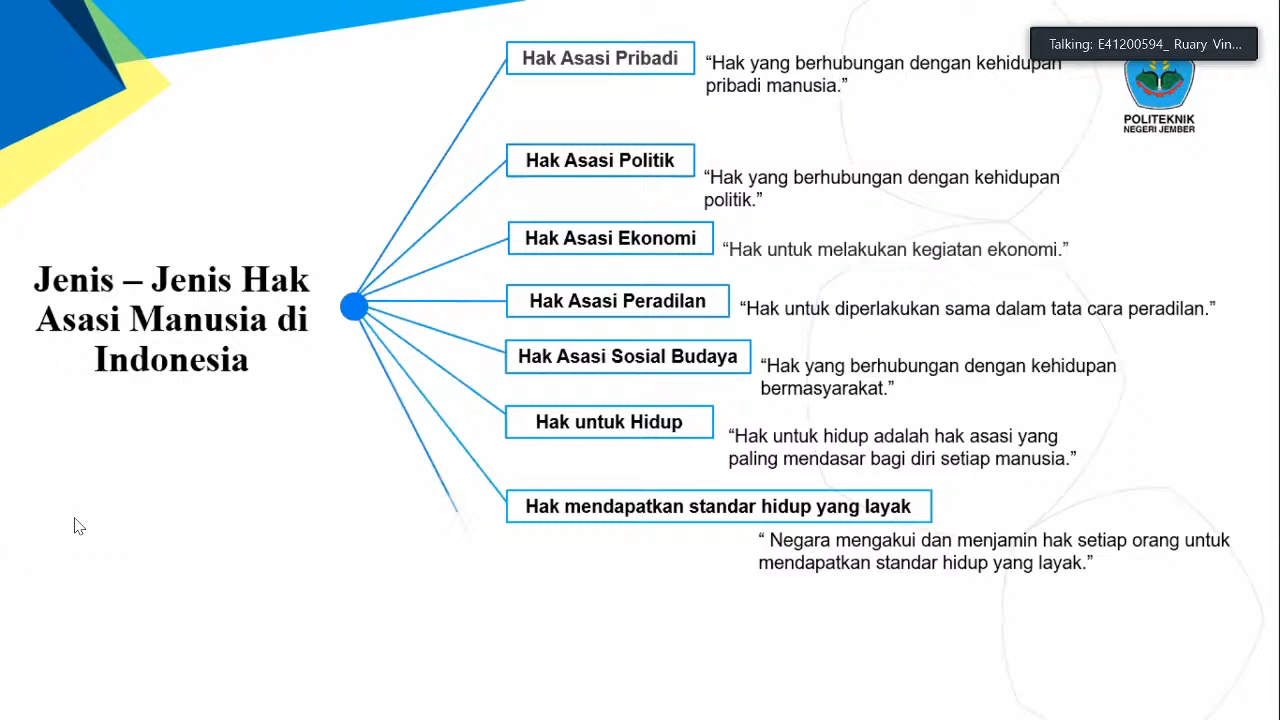 Talking: E41200594_ Ruary Vin...
POLITEKNIK
NEGERI JEMBER
Jenis – Jenis Hak
Asasi Manusia di
Indonesia
Hak Asasi Pribadi
“Hak yang berhubungan dengan kehidupan
pribadi manusia.”
Hak Asasi Politik
“Hak yang berhubungan dengan kehidupan
politik.”
Hak Asasi Ekonomi
“Hak untuk melakukan kegiatan ekonomi.”
Hak Asasi Peradilan
“Hak untuk diperlakukan sama dalam tata cara peradilan.”
Hak Asasi Sosial Budaya
“Hak yang berhubungan dengan kehidupan
bermasyarakat.”
Hak untuk Hidup
“Hak untuk hidup adalah hak asasi yang
paling mendasar bagi diri setiap manusia.”
Hak mendapatkan standar hidup yang layak
“ Negara mengakui dan menjamin hak setiap orang untuk
mendapatkan standar hidup yang layak.”